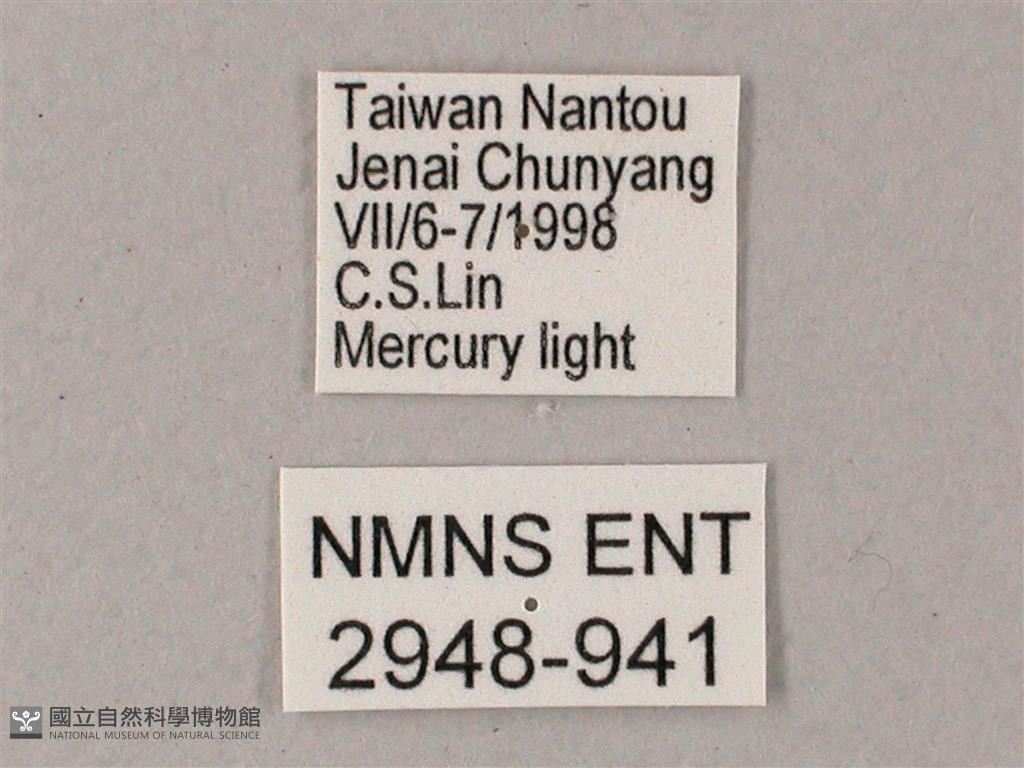 Taiwan Nantou
Jenai Chunyang
VII/6-7/1998
C.S.Lin
Mercury light
NMNS ENT
2948-941
國立自然科學博物館
NATIONAL MUSEUM OF NATURAL SCIENCE